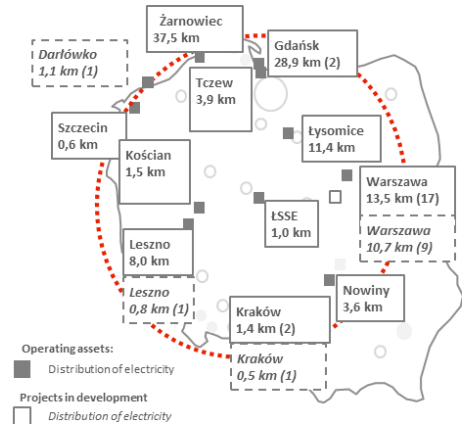 Żarnowiec
37,5 km
Gdańsk
28,9 km (2)
Darłówko
1,1 km (1)
Tczew
3,9 km
Szczecin
0,6 km
Łysomice
11,4 km
Kościan
1,5 km
Warszawa
13,5 km (17)
Warszawa
10,7 km (9)
ŁSSE
1,0 km
Leszno
8,0 km
Leszno
0,8 km (1)
Nowiny
3,6 km
Kraków
1,4 km (2)
Kraków
0,5 km (1)
Operating assets:
Distribution of electricity
Projects in development
Distribution of electricity